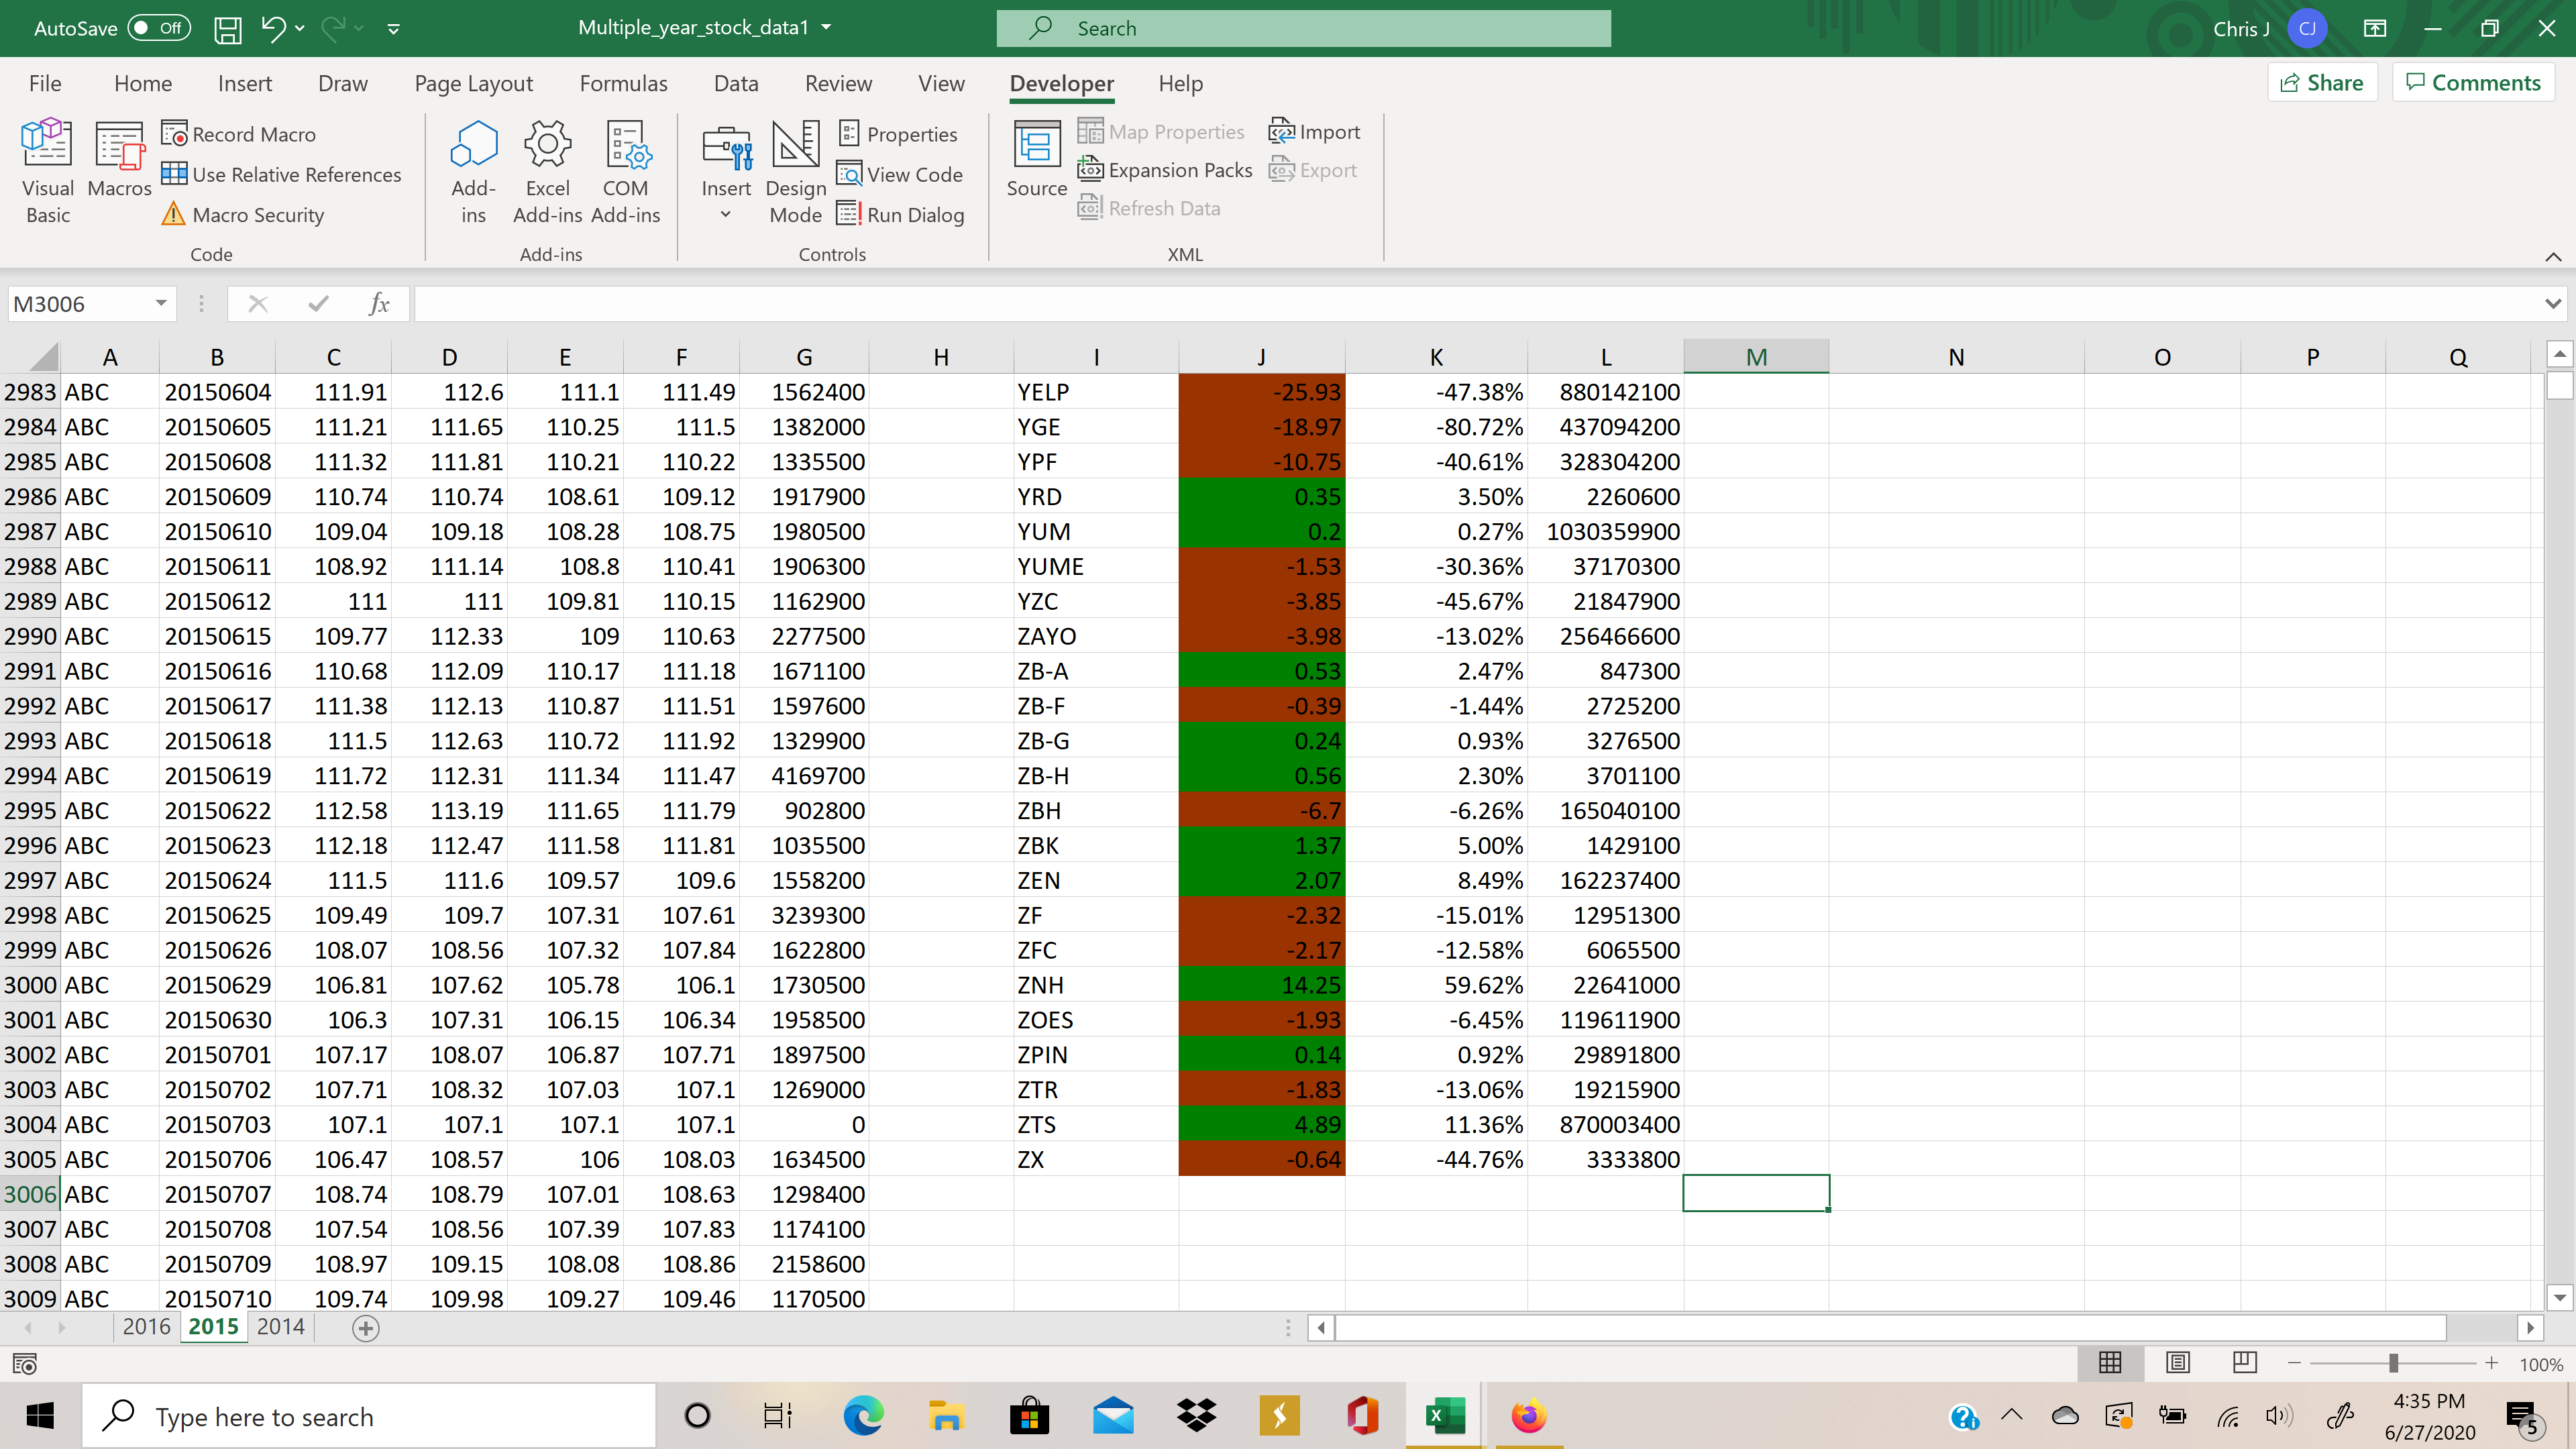 AutoSave Off Multiple_year_stock_data1 Search Chris J CJ
File Home Insert Draw Page Layout Formulas Data Review View Developer Help Share Comments
Visual Basic
Macros
Record Macro
Use Relative References
Macro Security
Code
Add-ins
Excel Add-ins
COM Add-ins
Add-ins
Insert
Design Mode
Properties
View Code
Run Dialog
Controls
Source
Map Properties
Expansion Packs
Refresh Data
Import
Export
XML
M3006 fx
A B C D E F G H I J K L M N O P Q
2983 ABC 20150604 111.91 112.6 111.1 111.49 1562400 YELP -25.93 -47.38% 880142100
2984 ABC 20150605 111.21 111.65 110.25 111.5 1382000 YGE -18.97 -80.72% 437094200
2985 ABC 20150608 111.32 111.81 110.21 110.22 1335500 YPF -10.75 -40.61% 328304200
2986 ABC 20150609 110.74 110.74 108.61 109.12 1917900 YRD 0.35 3.50% 2260600
2987 ABC 20150610 109.04 109.18 108.28 108.75 1980500 YUM 0.2 0.27% 1030359900
2988 ABC 20150611 108.92 111.14 108.8 110.41 1906300 YUME -1.53 -30.36% 37170300
2989 ABC 20150612 111 111 109.81 110.15 1162900 YZC -3.85 -45.67% 21847900
2990 ABC 20150615 109.77 112.33 109 110.63 2277500 ZAYO -3.98 -13.02% 256466600
2991 ABC 20150616 110.68 112.09 110.17 111.18 1671100 ZB-A 0.53 2.47% 847300
2992 ABC 20150617 111.38 112.13 110.87 111.51 1597600 ZB-F -0.39 -1.44% 2725200
2993 ABC 20150618 111.5 112.63 110.72 111.92 1329900 ZB-G 0.24 0.93% 3276500
2994 ABC 20150619 111.72 112.31 111.34 111.47 4169700 ZB-H 0.56 2.30% 3701100
2995 ABC 20150622 112.58 113.19 111.65 111.79 902800 ZBH -6.7 -6.26% 165040100
2996 ABC 20150623 112.18 112.47 111.58 111.81 1035500 ZBK 1.37 5.00% 1429100
2997 ABC 20150624 111.5 111.6 109.57 109.6 1558200 ZEN 2.07 8.49% 162237400
2998 ABC 20150625 109.49 109.7 107.31 107.61 3239300 ZF -2.32 -15.01% 12951300
2999 ABC 20150626 108.07 108.56 107.32 107.84 1622800 ZFC -2.17 -12.58% 6065500
3000 ABC 20150629 106.81 107.62 105.78 106.1 1730500 ZNH 14.25 59.62% 22641000
3001 ABC 20150630 106.3 107.31 106.15 106.34 1958500 ZOES -1.93 -6.45% 119611900
3002 ABC 20150701 107.17 108.07 106.87 107.71 1897500 ZPIN 0.14 0.92% 29891800
3003 ABC 20150702 107.71 108.32 107.03 107.1 1269000 ZTR -1.83 -13.06% 19215900
3004 ABC 20150703 107.1 107.1 107.1 107.1 0 ZTS 4.89 11.36% 870003400
3005 ABC 20150706 106.47 108.57 106 108.03 1634500 ZX -0.64 -44.76% 3333800
3006 ABC 20150707 108.74 108.79 107.01 108.63 1298400
3007 ABC 20150708 107.54 108.56 107.39 107.83 1174100
3008 ABC 20150709 108.97 109.15 108.08 108.86 2158600
3009 ABC 20150710 109.74 109.98 109.27 109.46 1170500
2016 2015 2014
100%
Type here to search
4:35 PM
6/27/2020
5